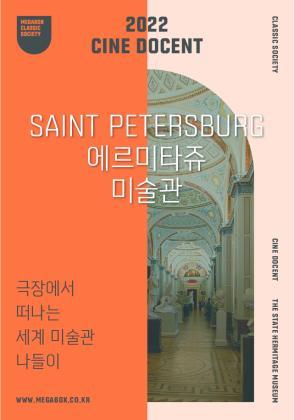 MEGABOX
CLASSIC
SOCIETY
2022
CINE DOCENT
CLASSIC SOCIETY
SAINT PETERSBURG
에르미타쥬
미술관
극장에서
떠나는
세계 미술관
나들이
CINE DOCENT
THE STATE HERMITAGE MUSEUM
WWW.MEGABOX.CO.KR